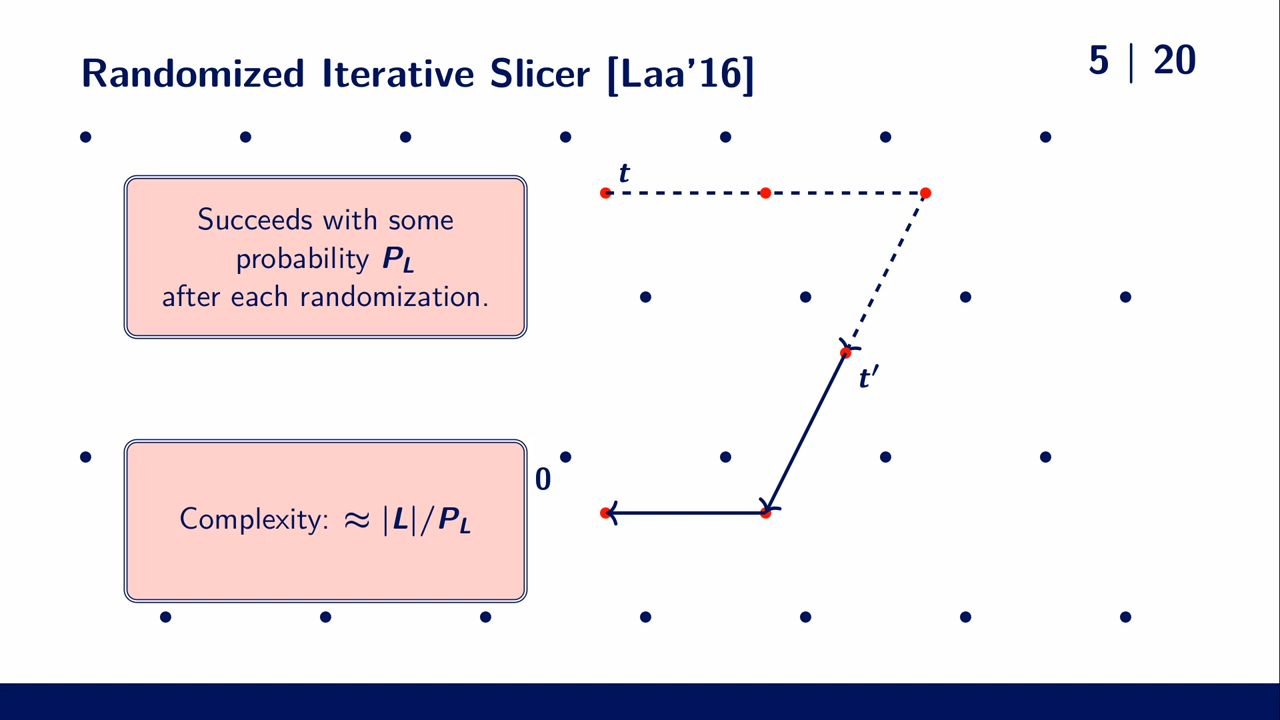 Randomized Iterative Slicer [Laa'16]
5 | 20
t
Succeeds with some
probability P_L
after each randomization.
t′
0
Complexity: ≈ |L|/P_L